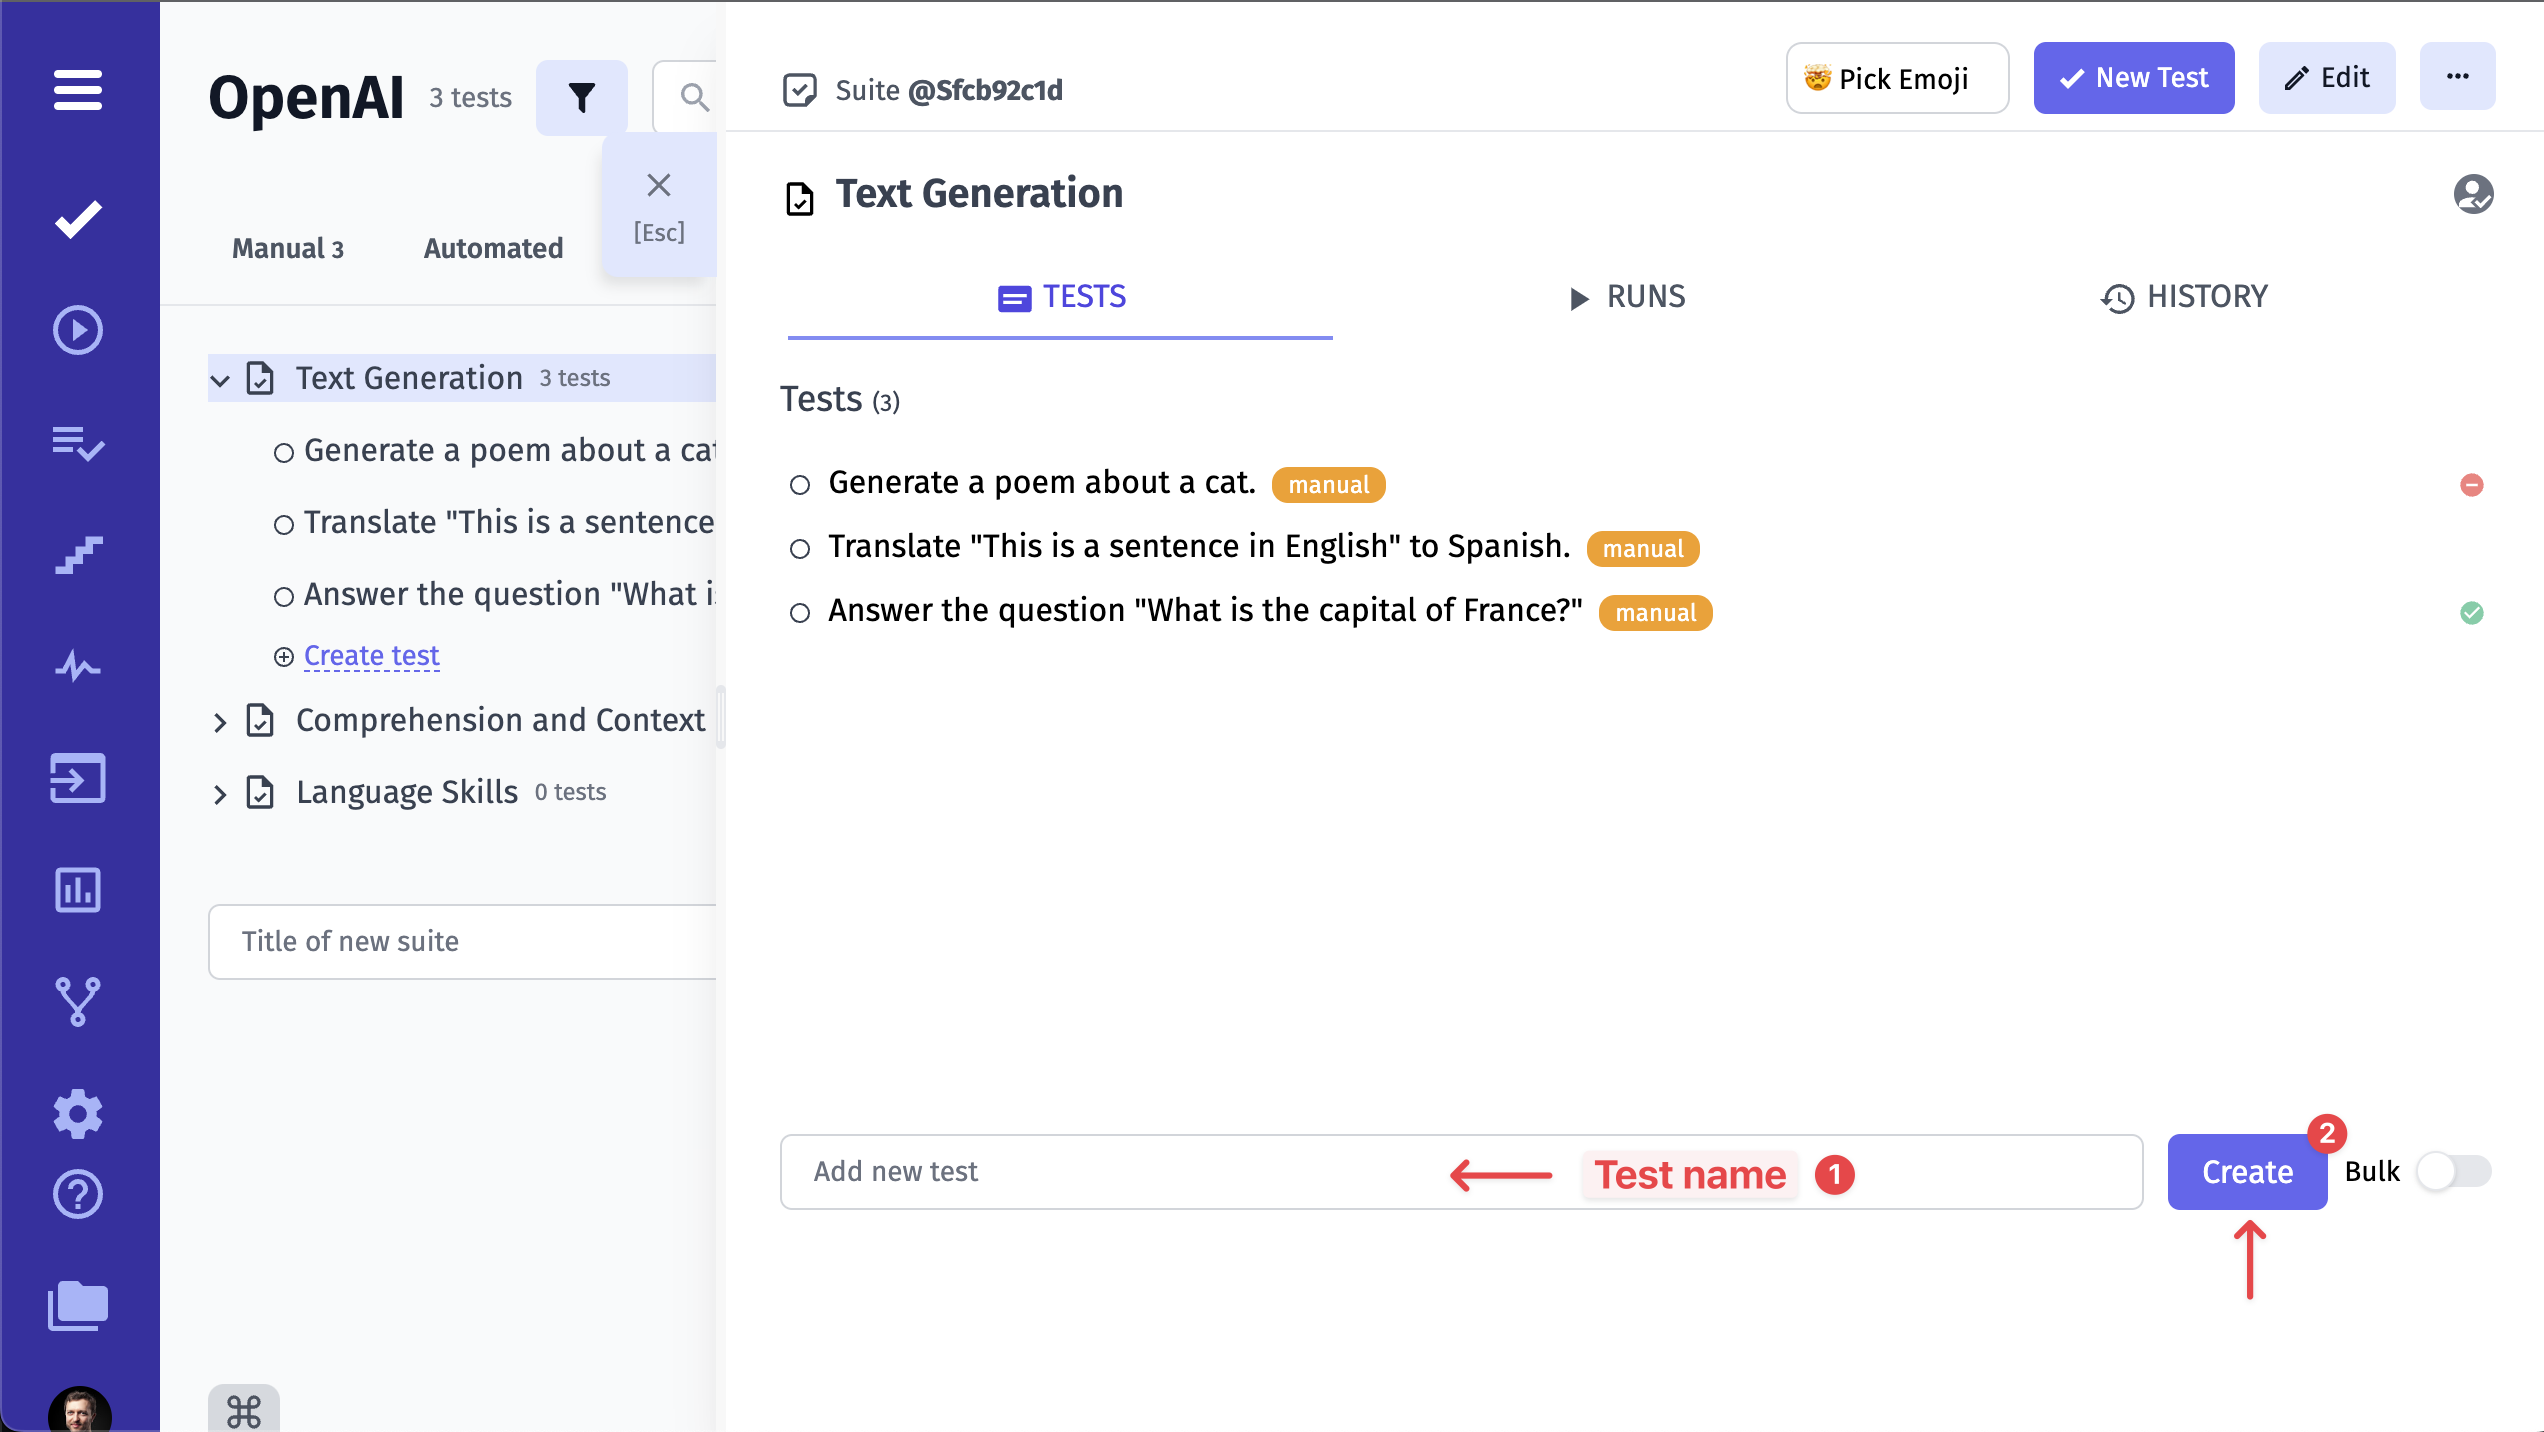 OpenAI 3 tests
[Esc]
Manual 3 Automated
Text Generation 3 tests
Generate a poem about a cat
Translate "This is a sentence
Answer the question "What i
Create test
Comprehension and Context
Language Skills 0 tests
Title of new suite
Suite @Sfcb92c1d
Pick Emoji
New Test
Edit
Text Generation
TESTS
RUNS
HISTORY
Tests (3)
Generate a poem about a cat. manual
Translate "This is a sentence in English" to Spanish. manual
Answer the question "What is the capital of France?" manual
Add new test
Test name 1
Create 2
Bulk